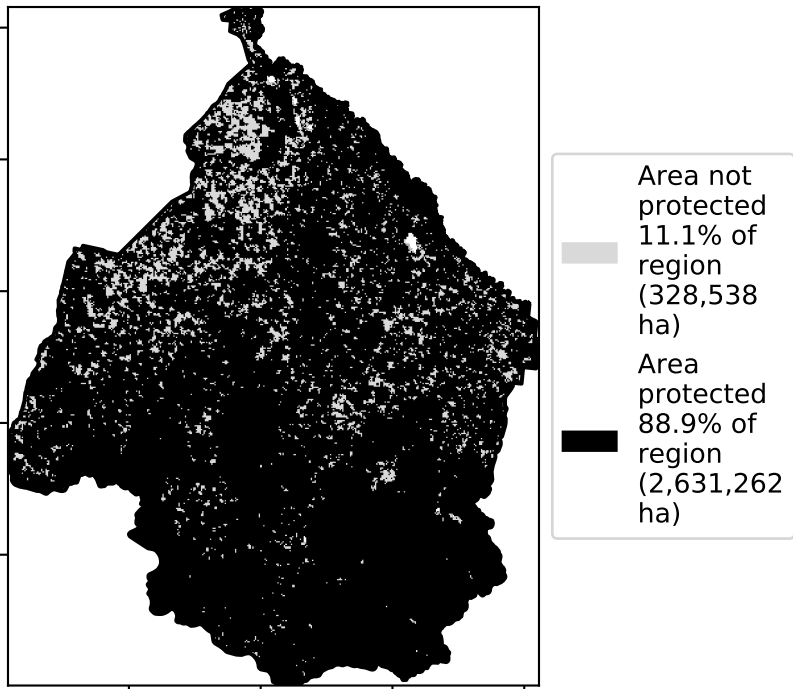 Area not
protected
11.1% of
region
(328,538
ha)
Area
protected
88.9% of
region
(2,631,262
ha)